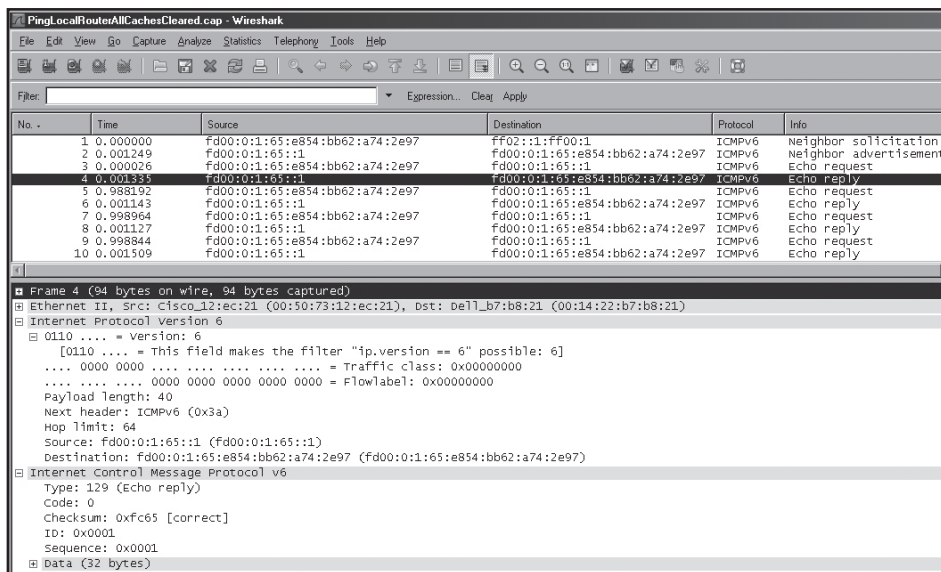 PingLocalRouterAllCachesCleared.cap - Wireshark
File Edit View Go Capture Analyze Statistics Telephony Tools Help
Filter: Expression... Clear Apply
No. . Time Source Destination Protocol Info
1 0.000000 fd00:0:1:65:e854:bb62:a74:2e97 ff02::1:ff00:1 ICMPv6 Neighbor solicitation
2 0.001249 fd00:0:1:65::1 fd00:0:1:65:e854:bb62:a74:2e97 ICMPv6 Neighbor advertisement
3 0.000026 fd00:0:1:65:e854:bb62:a74:2e97 fd00:0:1:65::1 ICMPv6 Echo request
4 0.001335 fd00:0:1:65::1 fd00:0:1:65:e854:bb62:a74:2e97 ICMPv6 Echo reply
5 0.988192 fd00:0:1:65:e854:bb62:a74:2e97 fd00:0:1:65::1 ICMPv6 Echo request
6 0.001143 fd00:0:1:65::1 fd00:0:1:65:e854:bb62:a74:2e97 ICMPv6 Echo reply
7 0.998964 fd00:0:1:65:e854:bb62:a74:2e97 fd00:0:1:65::1 ICMPv6 Echo request
8 0.001127 fd00:0:1:65::1 fd00:0:1:65:e854:bb62:a74:2e97 ICMPv6 Echo reply
9 0.998844 fd00:0:1:65:e854:bb62:a74:2e97 fd00:0:1:65::1 ICMPv6 Echo request
10 0.001509 fd00:0:1:65::1 fd00:0:1:65:e854:bb62:a74:2e97 ICMPv6 Echo reply
Frame 4 (94 bytes on wire, 94 bytes captured)
Ethernet II, Src: Cisco_12:ec:21 (00:50:73:12:ec:21), Dst: Dell_b7:b8:21 (00:14:22:b7:b8:21)
Internet Protocol Version 6
0110 .... = Version: 6
[0110 .... = This field makes the filter "ip.version == 6" possible: 6]
.... 0000 0000 .... .... .... .... .... = Traffic class: 0x00000000
.... .... .... 0000 0000 0000 0000 0000 = Flowlabel: 0x00000000
Payload length: 40
Next header: ICMPv6 (0x3a)
Hop limit: 64
Source: fd00:0:1:65::1 (fd00:0:1:65::1)
Destination: fd00:0:1:65:e854:bb62:a74:2e97 (fd00:0:1:65:e854:bb62:a74:2e97)
Internet Control Message Protocol v6
Type: 129 (Echo reply)
Code: 0
Checksum: 0xfc65 [correct]
ID: 0x0001
Sequence: 0x0001
Data (32 bytes)